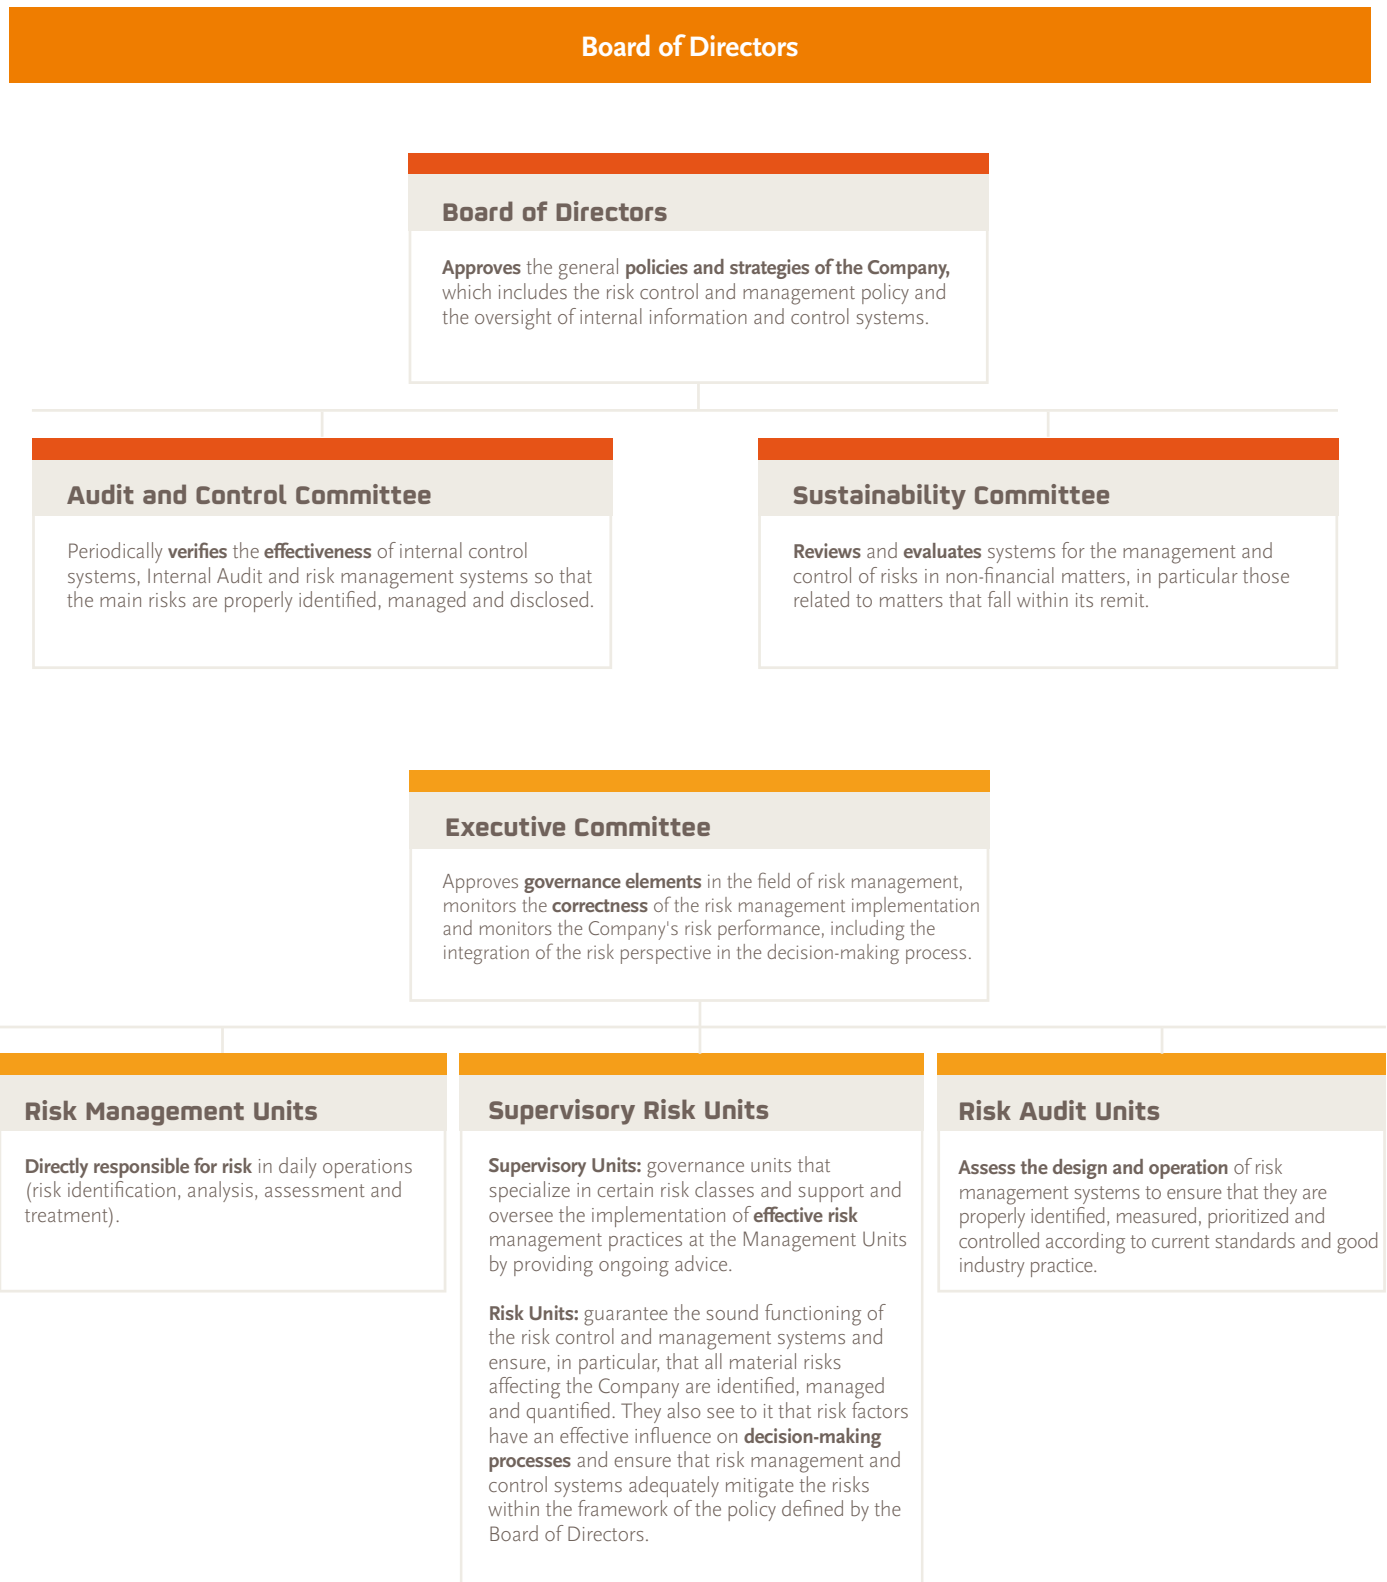 Board of Directors
Board of Directors
Approves the general policies and strategies of the Company,
which includes the risk control and management policy and
the oversight of internal information and control systems.
Audit and Control Committee
Periodically verifies the effectiveness of internal control
systems, Internal Audit and risk management systems so that
the main risks are properly identified, managed and disclosed.
Sustainability Committee
Reviews and evaluates systems for the management and
control of risks in non-financial matters, in particular those
related to matters that fall within its remit.
Executive Committee
Approves governance elements in the field of risk management,
monitors the correctness of the risk management implementation
and monitors the Company's risk performance, including the
integration of the risk perspective in the decision-making process.
Risk Management Units
Directly responsible for risk in daily operations
(risk identification, analysis, assessment and
treatment).
Supervisory Risk Units
Supervisory Units: governance units that
specialize in certain risk classes and support and
oversee the implementation of effective risk
management practices at the Management Units
by providing ongoing advice.
Risk Units: guarantee the sound functioning of
the risk control and management systems and
ensure, in particular, that all material risks
affecting the Company are identified, managed
and quantified. They also see to it that risk factors
have an effective influence on decision-making
processes and ensure that risk management and
control systems adequately mitigate the risks
within the framework of the policy defined by the
Board of Directors.
Risk Audit Units
Assess the design and operation of risk
management systems to ensure that they are
properly identified, measured, prioritized and
controlled according to current standards and good
industry practice.